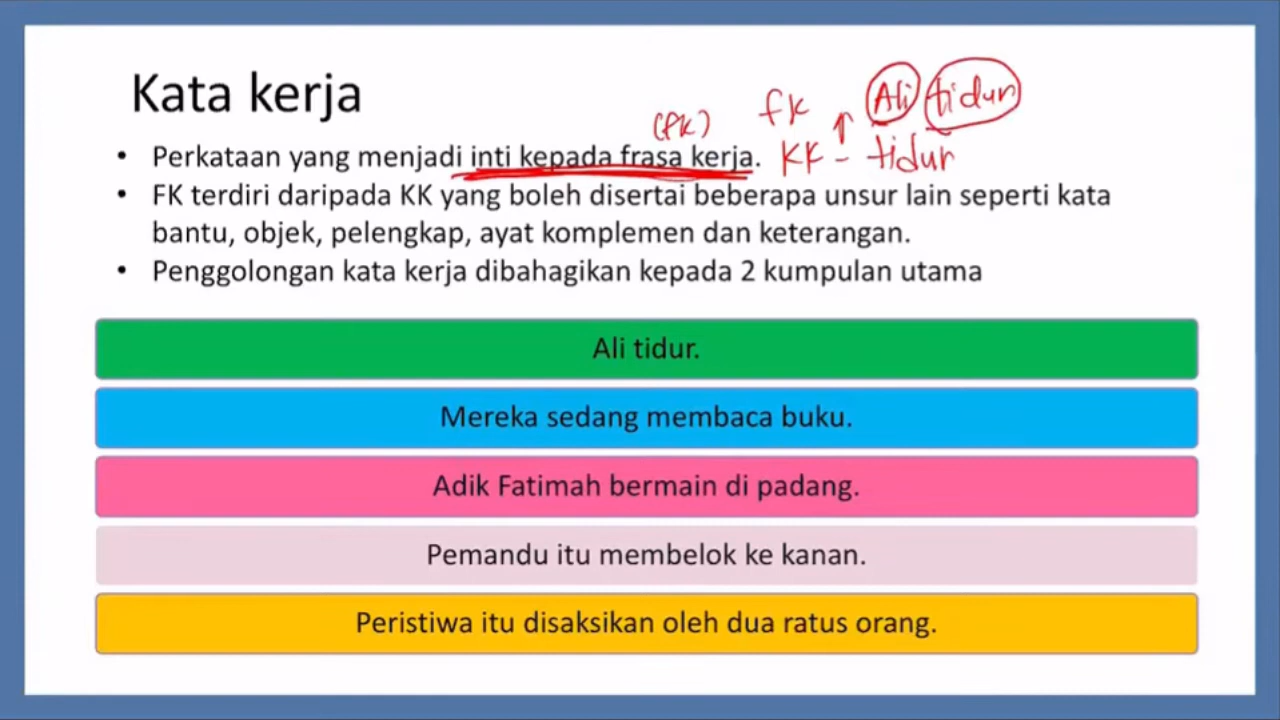 Kata kerja
(FK) fk Ali tidur
• Perkataan yang menjadi inti kepada frasa kerja. KK – tidur
• FK terdiri daripada KK yang boleh disertai beberapa unsur lain seperti kata
bantu, objek, pelengkap, ayat komplemen dan keterangan.
• Penggolongan kata kerja dibahagikan kepada 2 kumpulan utama
Ali tidur.
Mereka sedang membaca buku.
Adik Fatimah bermain di padang.
Pemandu itu membelok ke kanan.
Peristiwa itu disaksikan oleh dua ratus orang.